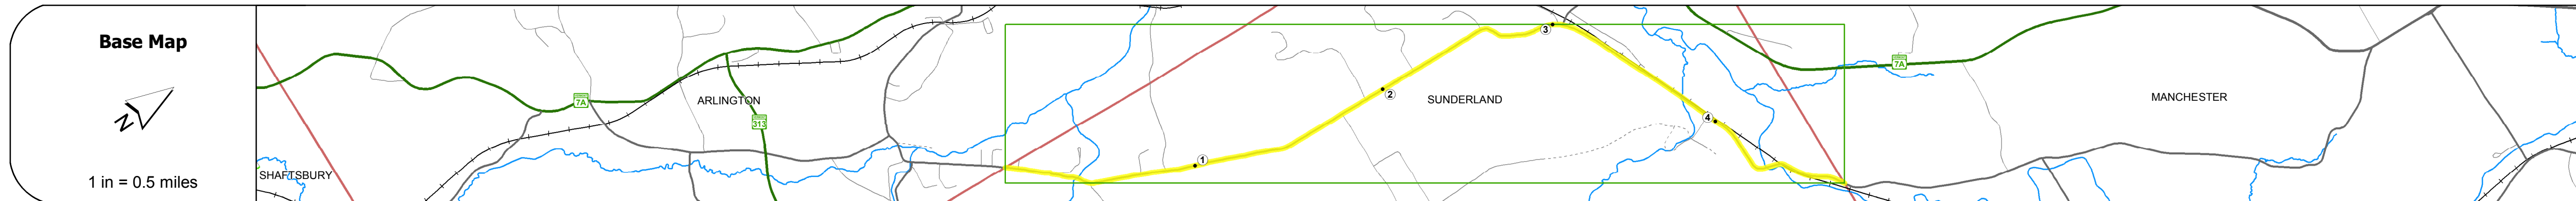 Base Map
N
1 in = 0.5 miles
SHAFTSBURY
7A
ARLINGTON
313
1
2
SUNDERLAND
3
4
7A
MANCHESTER